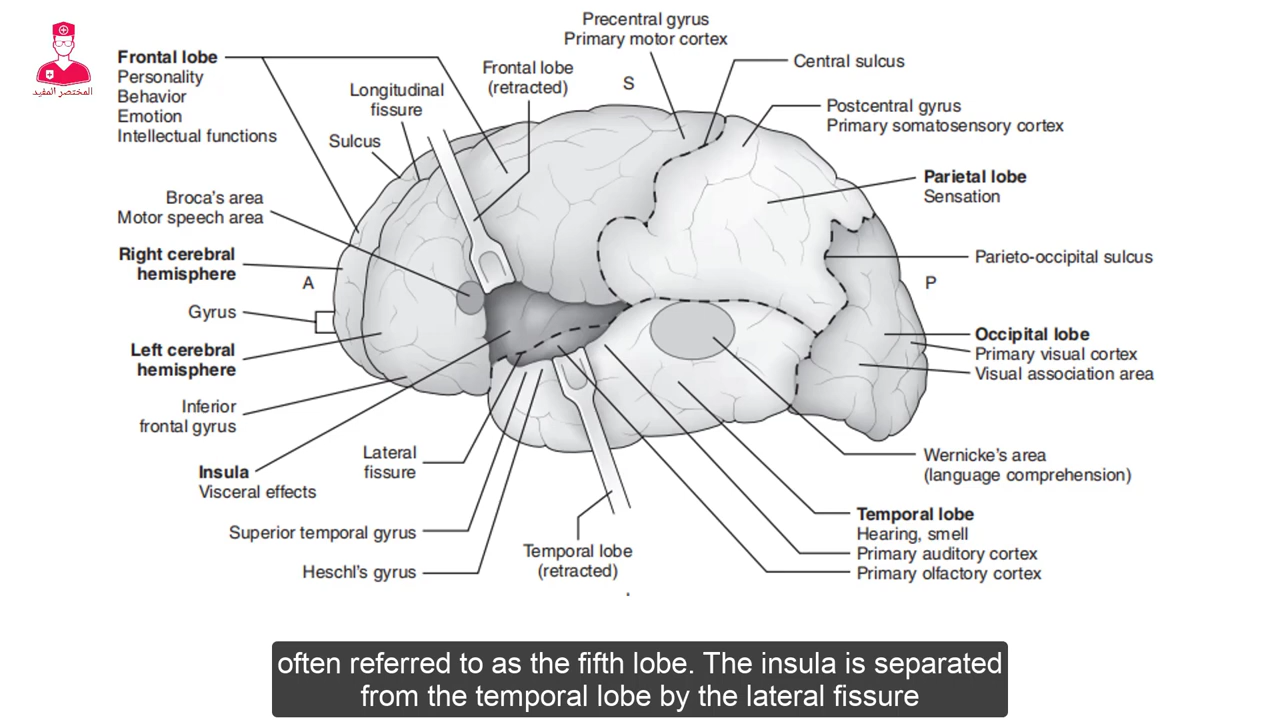 المختصر المفيد
Frontal lobe
Personality
Behavior
Emotion
Intellectual functions
Longitudinal
fissure
Sulcus
Frontal lobe
(retracted)
Precentral gyrus
Primary motor cortex
S
Central sulcus
Postcentral gyrus
Primary somatosensory cortex
Parietal lobe
Sensation
Broca's area
Motor speech area
Right cerebral
hemisphere
A
Gyrus
Left cerebral
hemisphere
Inferior
frontal gyrus
Insula
Visceral effects
Lateral
fissure
Superior temporal gyrus
Heschl's gyrus
Temporal lobe
(retracted)
Parieto-occipital sulcus
P
Occipital lobe
Primary visual cortex
Visual association area
Wernicke's area
(language comprehension)
Temporal lobe
Hearing, smell
Primary auditory cortex
Primary olfactory cortex
often referred to as the fifth lobe. The insula is separated
from the temporal lobe by the lateral fissure